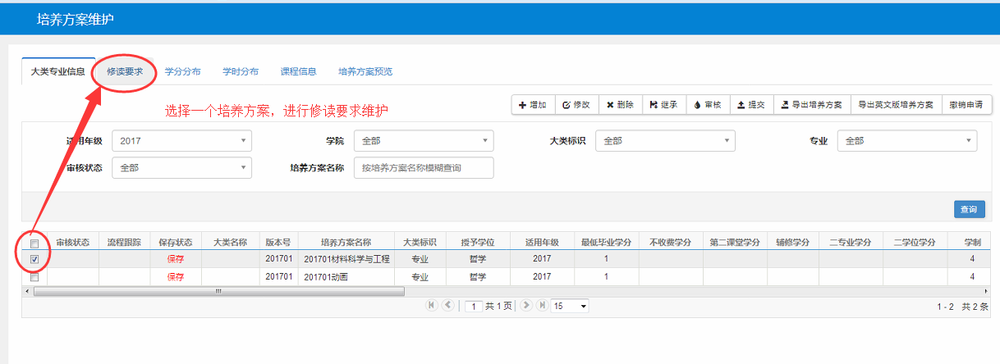 培养方案维护
大类专业信息 修读要求 学分分布 学时分布 课程信息 培养方案预览
选择一个培养方案，进行修读要求维护
增加 修改 删除 继承 审核 提交 导出培养方案 导出英文版培养方案 撤销申请
适用年级 2017 学院 全部 大类标识 全部 专业 全部
审核状态 全部 培养方案名称 按培养方案名称模糊查询
查询
审核状态 流程跟踪 保存状态 大类名称 版本号 培养方案名称 大类标识 授予学位 适用年级 最低毕业学分 不收费学分 第二课堂学分 辅修学分 二专业学分 二学位学分 学制
保存 201701 201701材料科学与工程 专业 哲学 2017 1 4
保存 201701 201701动画 专业 哲学 2017 1 4
1 共 1 页 15 1 - 2 共 2 条